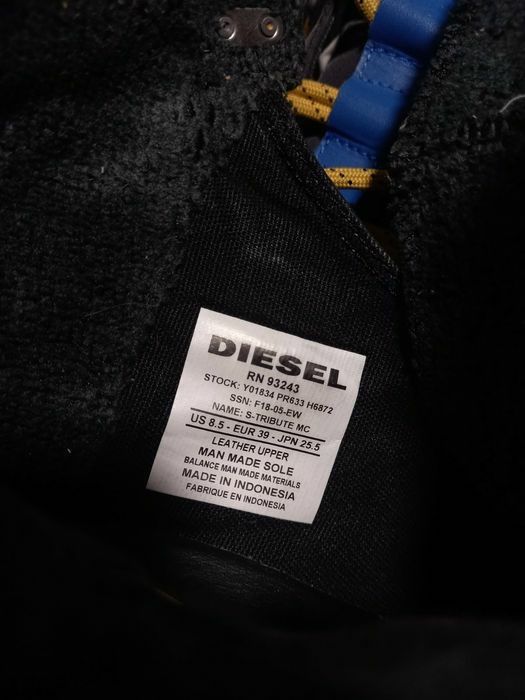 DIESEL
RN 93243
STOCK: Y01834 PR633 H6872
SSN: F18-05-EW
NAME: S-TRIBUTE MC
US 8.5 - EUR 39 - JPN 25.5
LEATHER UPPER
MAN MADE SOLE
BALANCE MAN MADE MATERIALS
MADE IN INDONESIA
FABRIQUE EN INDONESIA